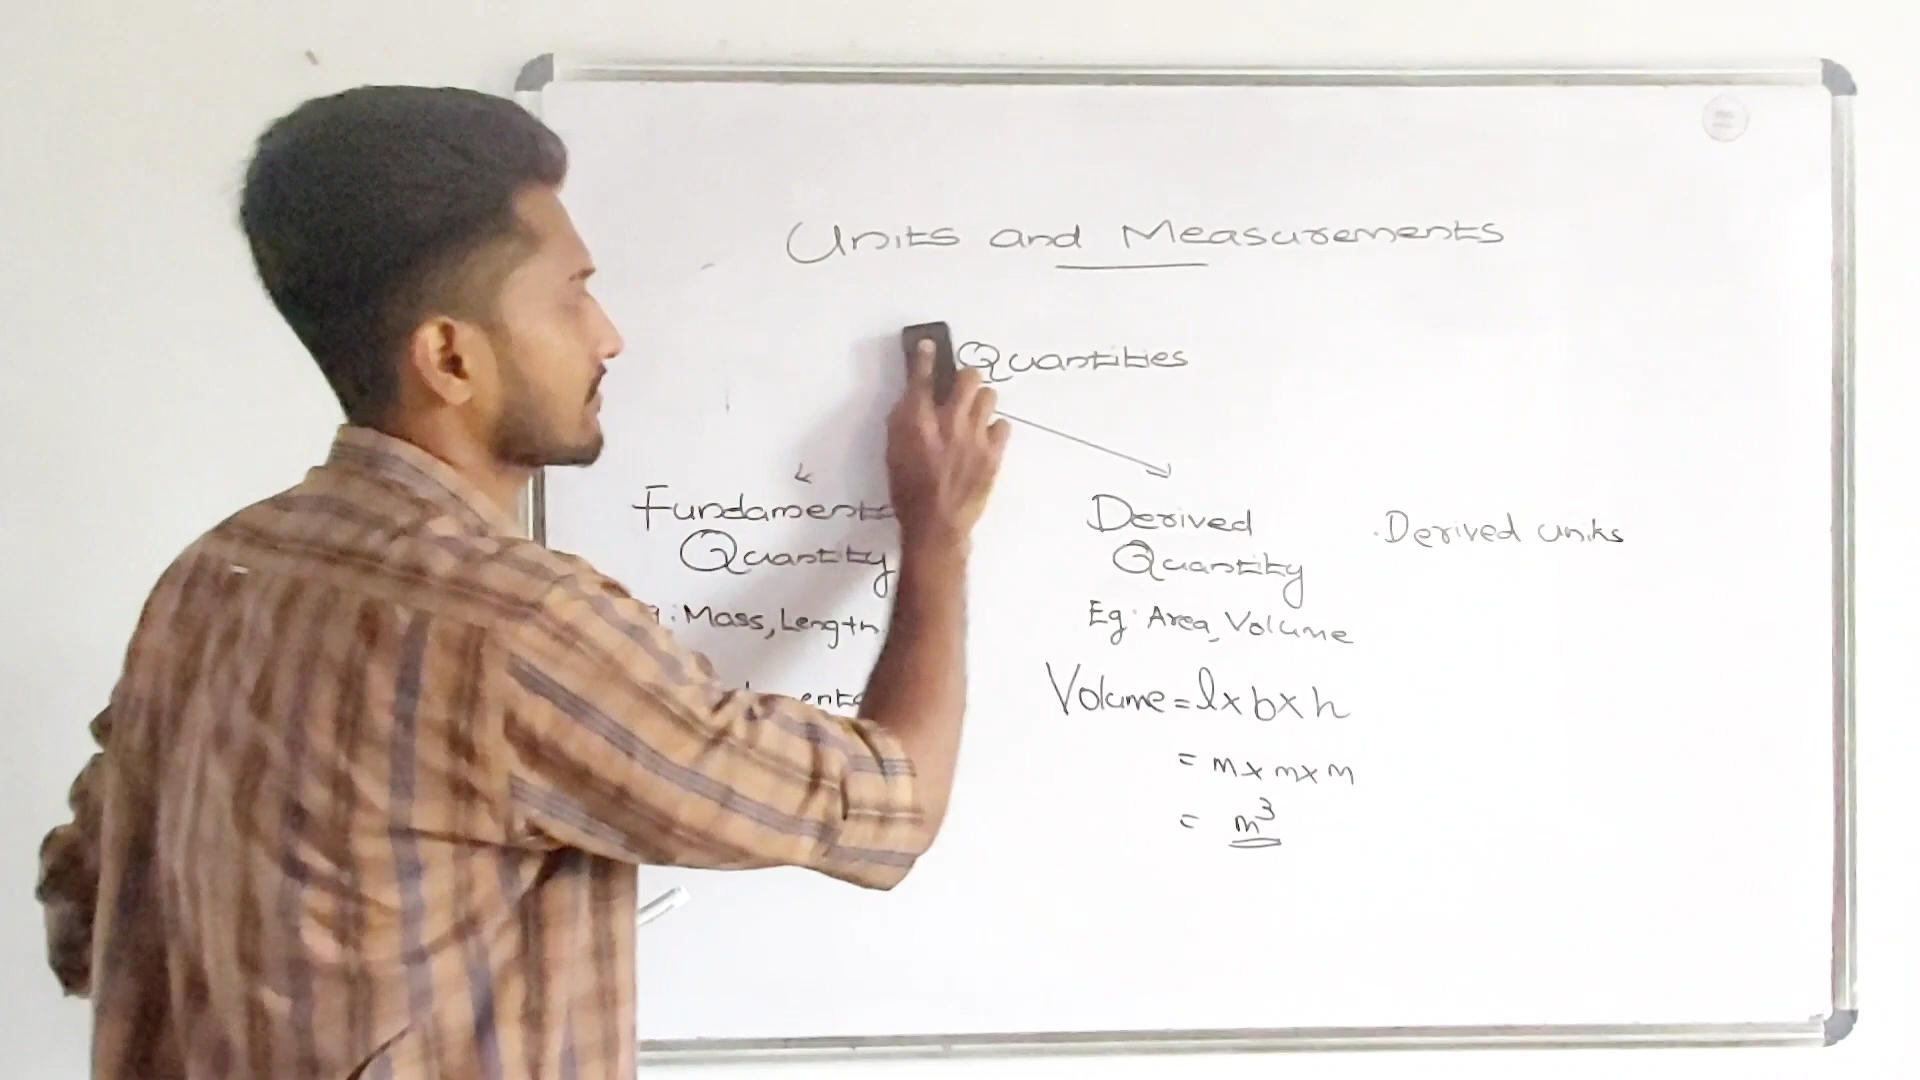 Units and Measurements
Quantities
Fundamenta
Quantity
: Mass, Length
Derived
Quantity
Eg: Area, Volume
Volume = l x b x h
= m x m x m
= m³
. Derived units